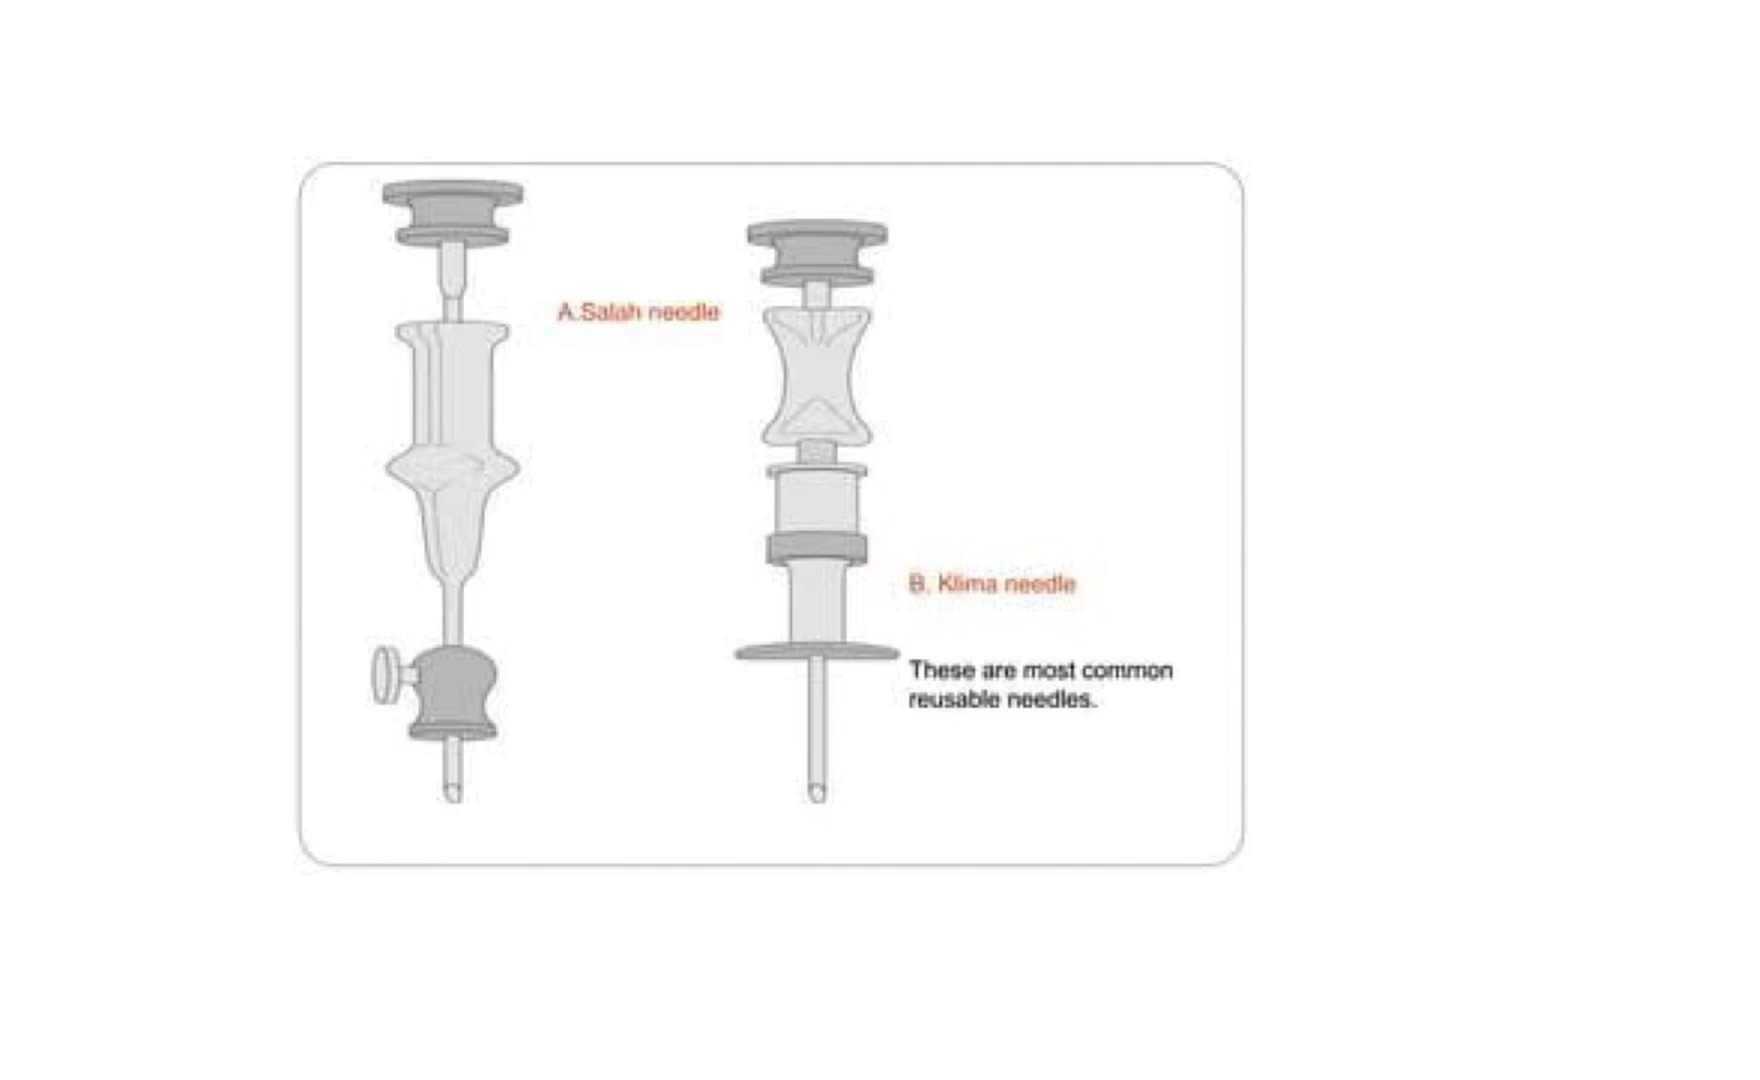 A.Salah needle
B. Klima needle
These are most common
reusable needles.